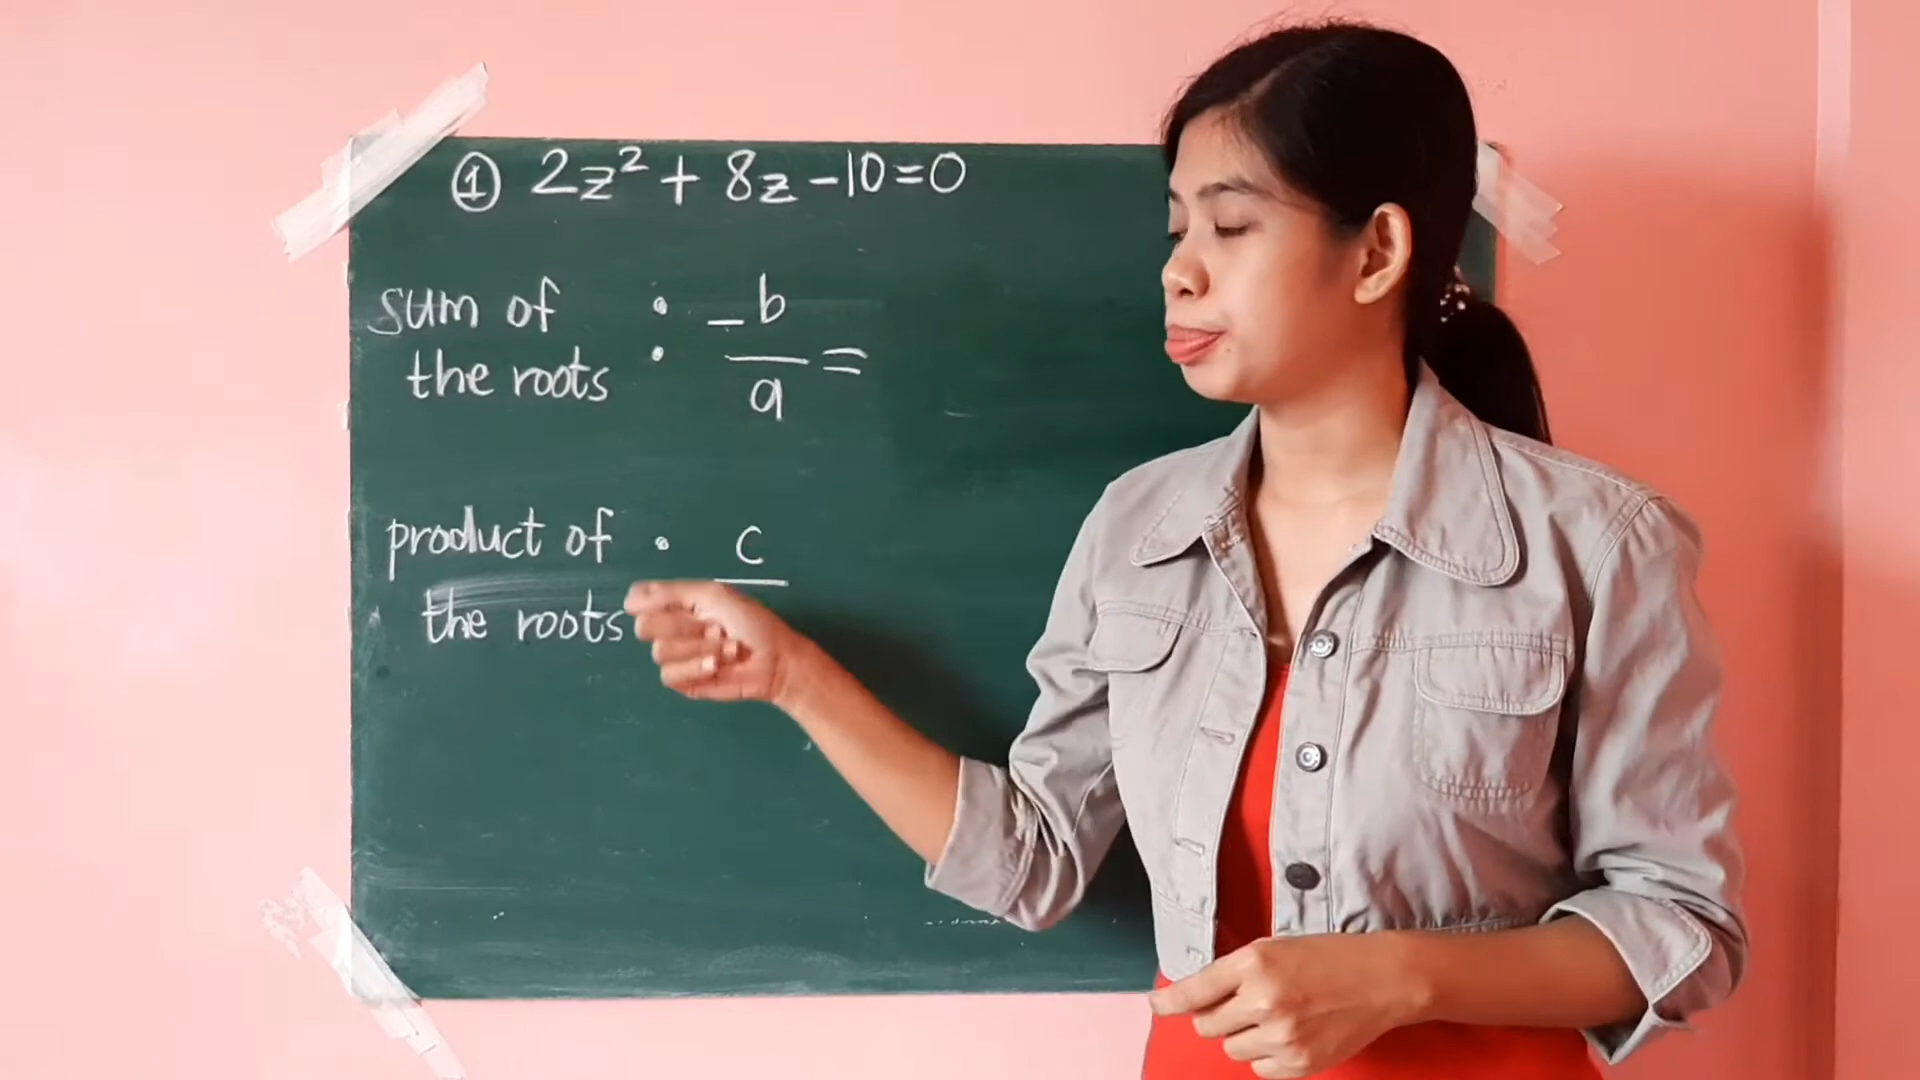 ① 2z² + 8z - 10 = 0
sum of : -b
the roots a =
product of : c
the roots